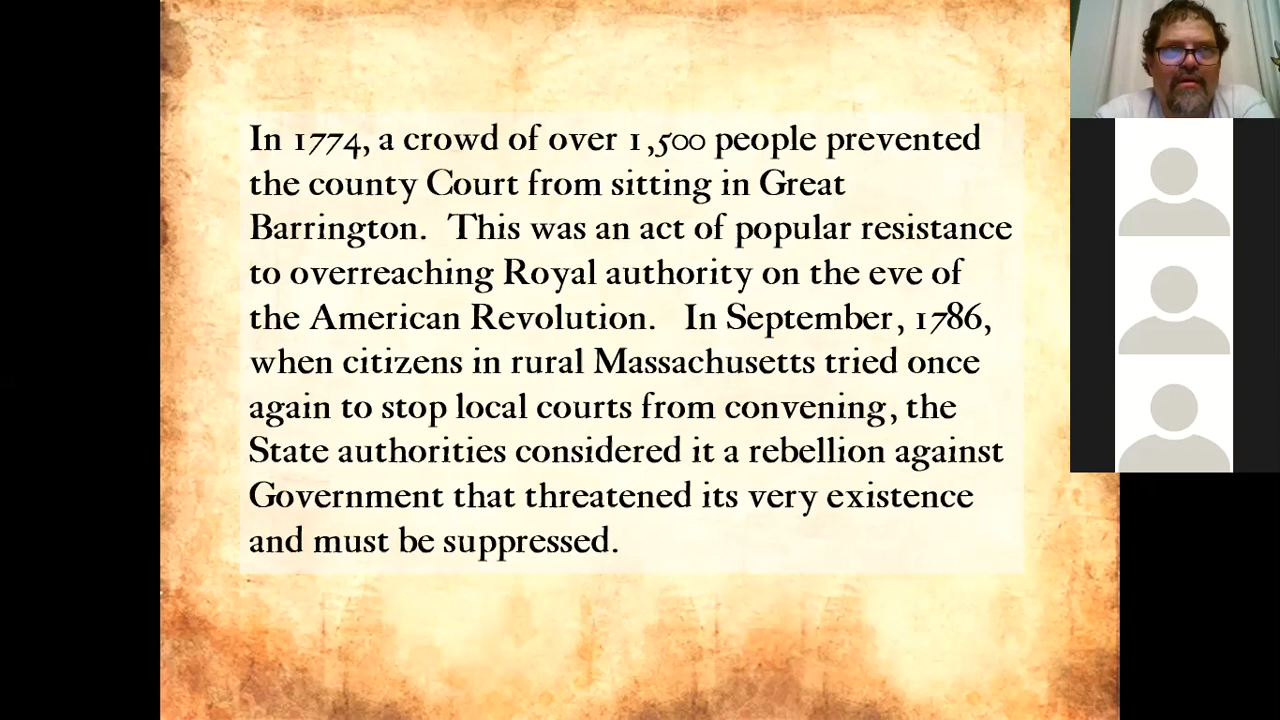 In 1774, a crowd of over 1,500 people prevented
the county Court from sitting in Great
Barrington. This was an act of popular resistance
to overreaching Royal authority on the eve of
the American Revolution. In September, 1786,
when citizens in rural Massachusetts tried once
again to stop local courts from convening, the
State authorities considered it a rebellion against
Government that threatened its very existence
and must be suppressed.